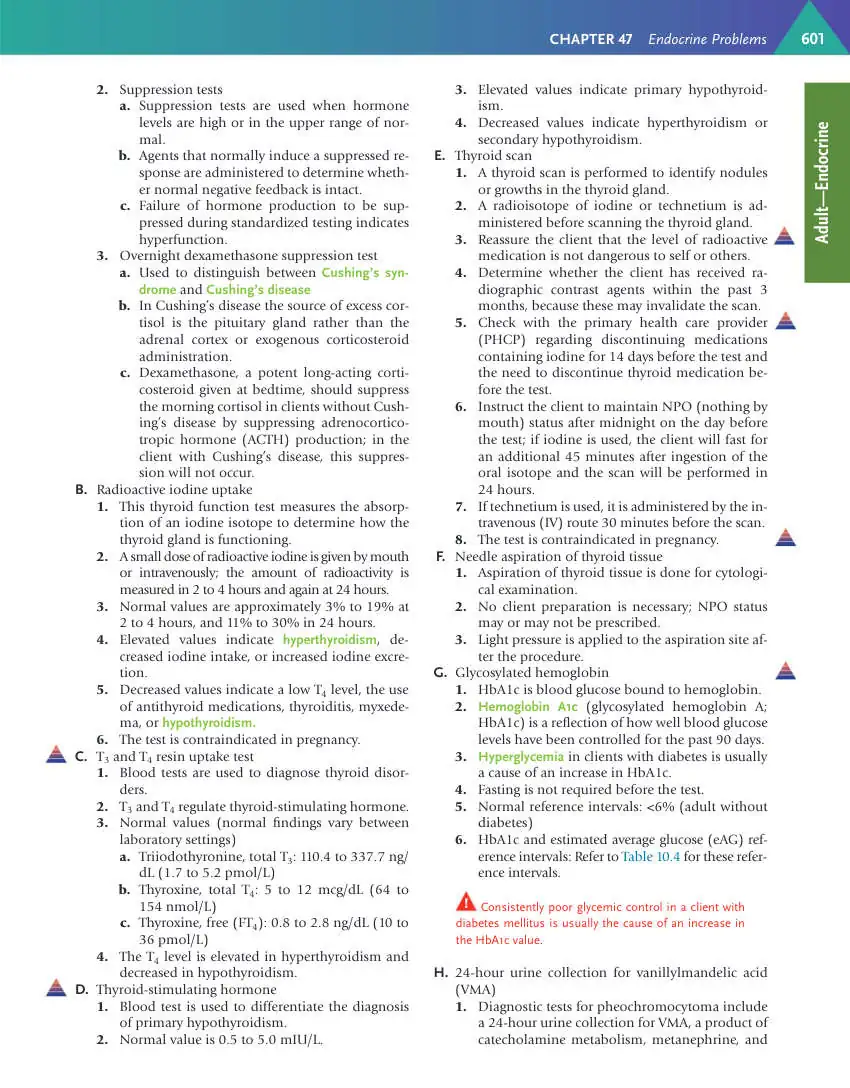 CHAPTER 47 Endocrine Problems 601
2. Suppression tests
a. Suppression tests are used when hormone
levels are high or in the upper range of nor-
mal.
b. Agents that normally induce a suppressed re-
sponse are administered to determine wheth-
er normal negative feedback is intact.
c. Failure of hormone production to be sup-
pressed during standardized testing indicates
hyperfunction.
3. Overnight dexamethasone suppression test
a. Used to distinguish between Cushing's syn-
drome and Cushing's disease
b. In Cushing's disease the source of excess cor-
tisol is the pituitary gland rather than the
adrenal cortex or exogenous corticosteroid
administration.
c. Dexamethasone, a potent long-acting corti-
costeroid given at bedtime, should suppress
the morning cortisol in clients without Cush-
ing's disease by suppressing adrenocortico-
tropic hormone (ACTH) production; in the
client with Cushing's disease, this suppres-
sion will not occur.
B. Radioactive iodine uptake
1. This thyroid function test measures the absorp-
tion of an iodine isotope to determine how the
thyroid gland is functioning.
2. A small dose of radioactive iodine is given by mouth
or intravenously; the amount of radioactivity is
measured in 2 to 4 hours and again at 24 hours.
3. Normal values are approximately 3% to 19% at
2 to 4 hours, and 11% to 30% in 24 hours.
4. Elevated values indicate hyperthyroidism, de-
creased iodine intake, or increased iodine excre-
tion.
5. Decreased values indicate a low T4 level, the use
of antithyroid medications, thyroiditis, myxede-
ma, or hypothyroidism.
6. The test is contraindicated in pregnancy.
C. T3 and T4 resin uptake test
1. Blood tests are used to diagnose thyroid disor-
ders.
2. T3 and T4 regulate thyroid-stimulating hormone.
3. Normal values (normal findings vary between
laboratory settings)
a. Triiodothyronine, total T3: 110.4 to 337.7 ng/
dL (1.7 to 5.2 pmol/L)
b. Thyroxine, total T4: 5 to 12 mcg/dL (64 to
154 nmol/L)
c. Thyroxine, free (FT4): 0.8 to 2.8 ng/dL (10 to
36 pmol/L)
4. The T4 level is elevated in hyperthyroidism and
decreased in hypothyroidism.
D. Thyroid-stimulating hormone
1. Blood test is used to differentiate the diagnosis
of primary hypothyroidism.
2. Normal value is 0.5 to 5.0 mIU/L.
3. Elevated values indicate primary hypothyroid-
ism.
4. Decreased values indicate hyperthyroidism or
secondary hypothyroidism.
E. Thyroid scan
1. A thyroid scan is performed to identify nodules
or growths in the thyroid gland.
2. A radioisotope of iodine or technetium is ad-
ministered before scanning the thyroid gland.
3. Reassure the client that the level of radioactive
medication is not dangerous to self or others.
4. Determine whether the client has received ra-
diographic contrast agents within the past 3
months, because these may invalidate the scan.
5. Check with the primary health care provider
(PHCP) regarding discontinuing medications
containing iodine for 14 days before the test and
the need to discontinue thyroid medication be-
fore the test.
6. Instruct the client to maintain NPO (nothing by
mouth) status after midnight on the day before
the test; if iodine is used, the client will fast for
an additional 45 minutes after ingestion of the
oral isotope and the scan will be performed in
24 hours.
7. If technetium is used, it is administered by the in-
travenous (IV) route 30 minutes before the scan.
8. The test is contraindicated in pregnancy.
F. Needle aspiration of thyroid tissue
1. Aspiration of thyroid tissue is done for cytologi-
cal examination.
2. No client preparation is necessary; NPO status
may or may not be prescribed.
3. Light pressure is applied to the aspiration site af-
ter the procedure.
G. Glycosylated hemoglobin
1. HbA1c is blood glucose bound to hemoglobin.
2. Hemoglobin A1c (glycosylated hemoglobin A;
HbA1c) is a reflection of how well blood glucose
levels have been controlled for the past 90 days.
3. Hyperglycemia in clients with diabetes is usually
a cause of an increase in HbA1c.
4. Fasting is not required before the test.
5. Normal reference intervals: <6% (adult without
diabetes)
6. HbA1c and estimated average glucose (eAG) ref-
erence intervals: Refer to Table 10.4 for these refer-
ence intervals.
Consistently poor glycemic control in a client with
diabetes mellitus is usually the cause of an increase in
the HbA1c value.
H. 24-hour urine collection for vanillylmandelic acid
(VMA)
1. Diagnostic tests for pheochromocytoma include
a 24-hour urine collection for VMA, a product of
catecholamine metabolism, metanephrine, and
Adult—Endocrine